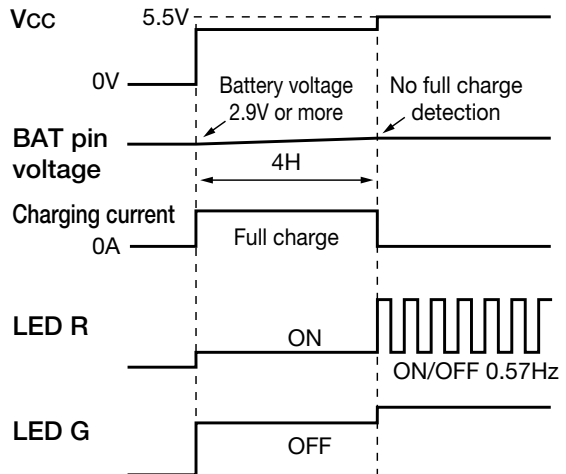 Vcc
5.5V
0V
Battery voltage
2.9V or more
No full charge
detection
BAT pin
voltage
4H
Charging current
0A
Full charge
LED R
ON
ON/OFF 0.57Hz
LED G
OFF